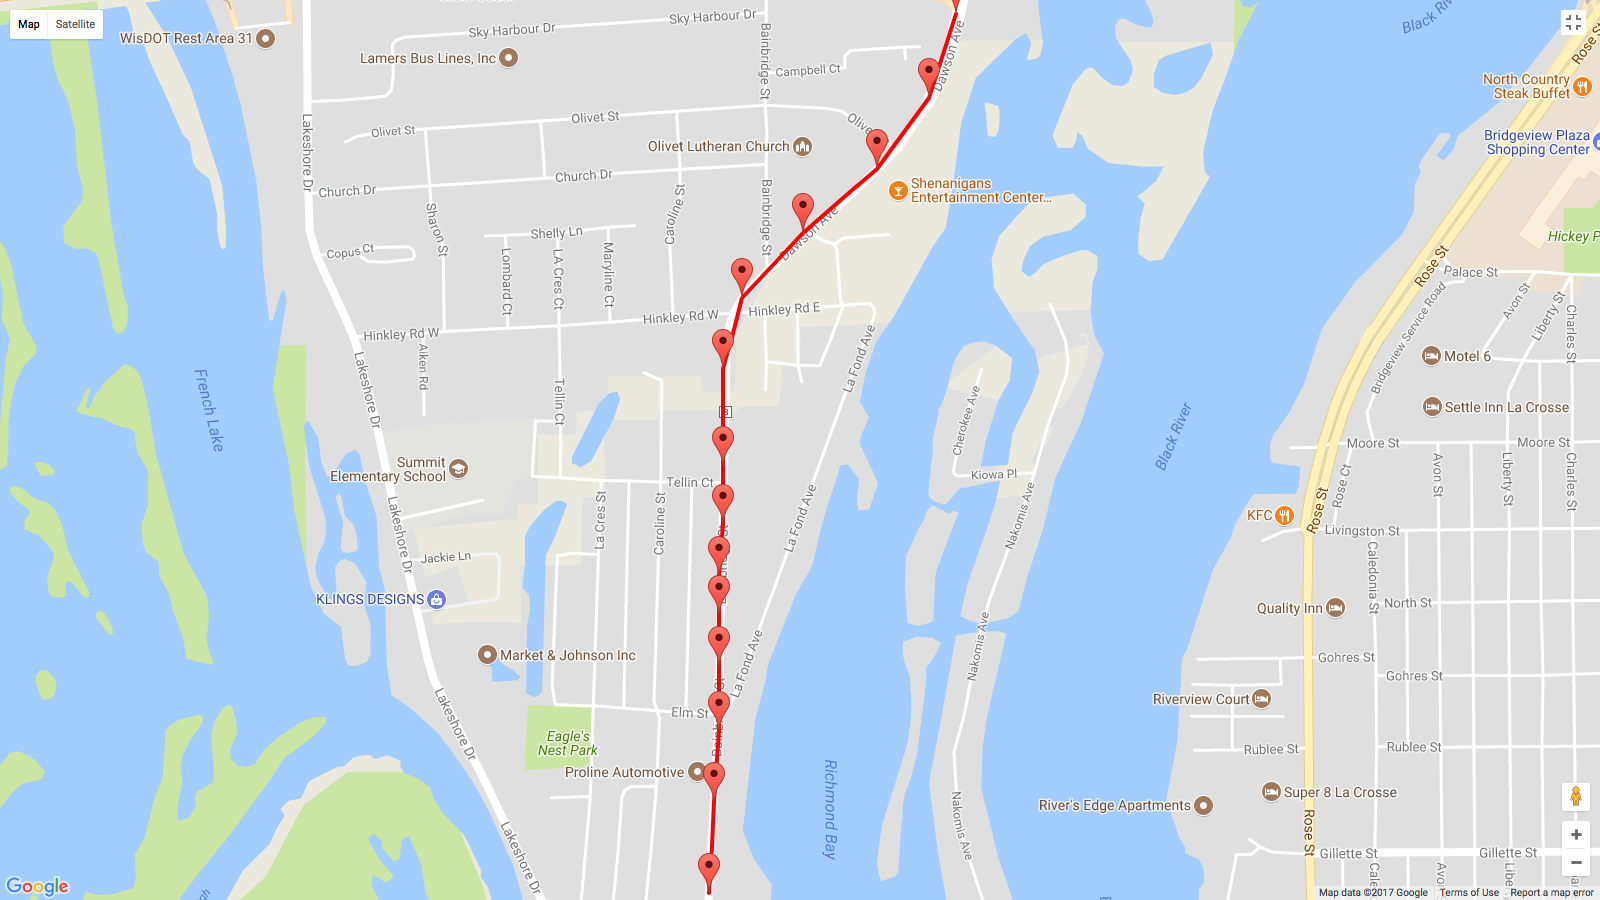 Map
Satellite
WisDOT Rest Area 31
Lamers Bus Lines, Inc
Sky Harbour Dr
Sky Harbour Dr
Bainbridge St
Campbell Ct
Dawson Ave
Black River
Rose St
North Country
Steak Buffet
Bridgeview Plaza
Shopping Center
Lakeshore Dr
Olivet St
Olivet St
Olivet Lutheran Church
Church Dr
Church Dr
Caroline St
Bainbridge St
Shenanigans
Entertainment Center...
Sharon St
Copus Ct
Shelly Ln
Lombard Ct
LA Cres Ct
Maryline Ct
Dawson Ave
Hickey P
Rose St
Palace St
Hinkley Rd W
Hinkley Rd W
Hinkley Rd E
Avon St
Liberty St
Charles St
Bridgeview Service Road
Aiken Rd
Lakeshore Dr
La Fond Ave
Motel 6
French Lake
Tellin Ct
Cherokee Ave
Settle Inn La Crosse
Black River
Moore St
Moore St
Summit
Elementary School
Tellin Ct
Kiowa Pl
Avon St
Liberty St
Charles St
Rose Ct
Lakeshore Dr
La Cres St
Caroline St
La Fond Ave
Nakomis Ave
KFC
Rose St
Livingston St
Jackie Ln
Caledonia St
KLINGS DESIGNS
Quality Inn
North St
Market & Johnson Inc
La Fond Ave
Nakomis Ave
Gohres St
Gohres St
Riverview Court
Lakeshore Dr
Elm St
Eagle's
Nest Park
Rublee St
Rublee St
Proline Automotive
Richmond Bay
River's Edge Apartments
Super 8 La Crosse
Nakomis Ave
Rose St
Lakeshore Dr
Gillette St
Gillette St
Avon St
Google
Map data ©2017 Google
Terms of Use
Report a map error